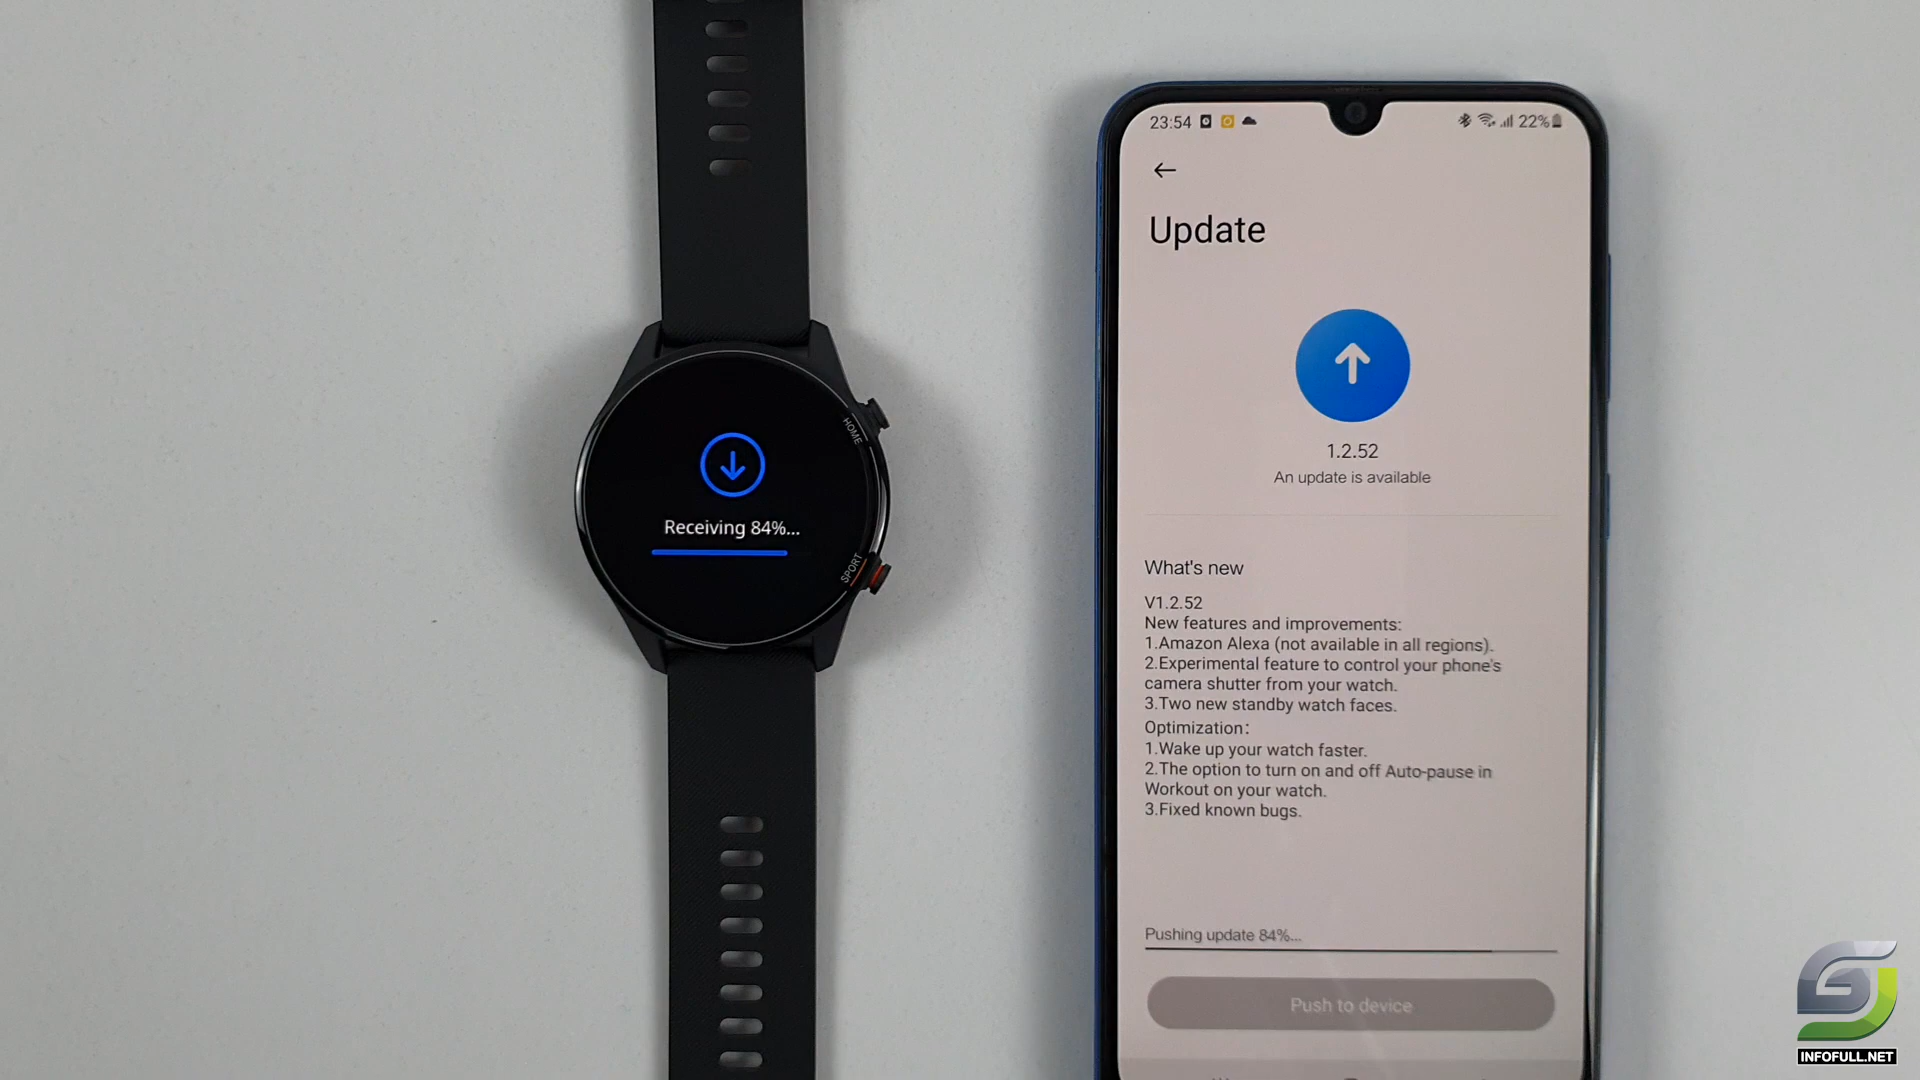 HOME
Receiving 84%...
SPORT
23:54
22%
Update
1.2.52
An update is available
What's new
V1.2.52
New features and improvements:
1.Amazon Alexa (not available in all regions).
2.Experimental feature to control your phone's
camera shutter from your watch.
3.Two new standby watch faces.
Optimization:
1.Wake up your watch faster.
2.The option to turn on and off Auto-pause in
Workout on your watch.
3.Fixed known bugs.
Pushing update 84%...
Push to device
INFOFULL.NET